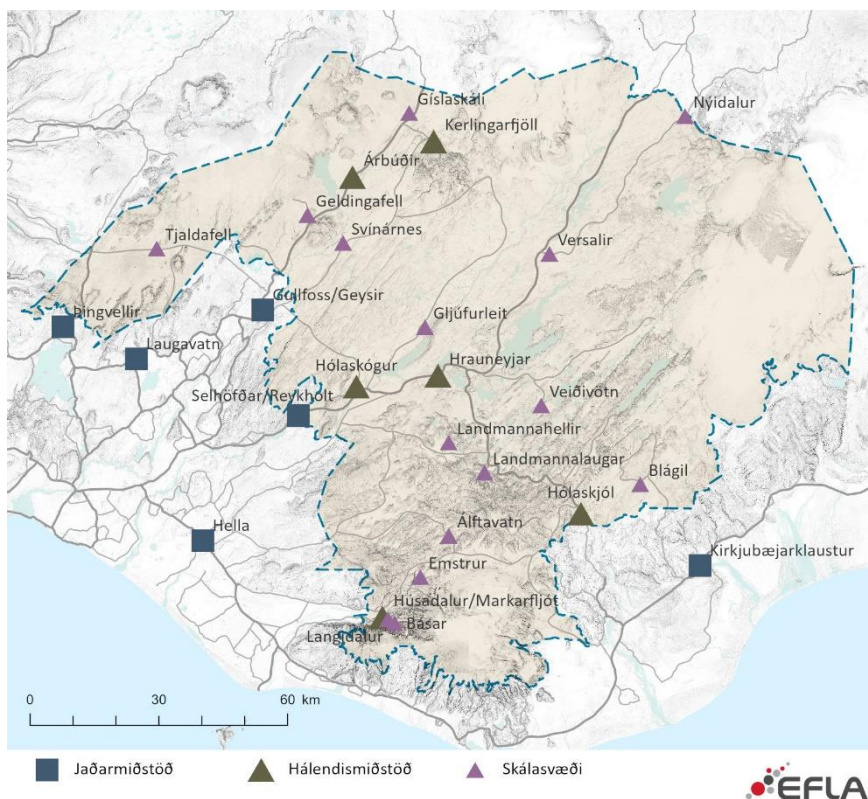 Gíslaskáli
Nýidalur
Kerlingarfjöll
Árbúðir
Geldingafell
Svínárnes
Tjaldafell
Versalir
Gullfoss/Geysir
Þingvellir
Gljúfurleit
Laugavatn
Hólaskógur
Hrauneyjar
Selhöfðar/Reykholt
Veiðivötn
Landmannahellir
Landmannalaugar
Blágil
Hólaskjól
Hella
Álftavatn
Kirkjubæjarklaustur
Emstrur
Húsadalur/Markarfljót
Langidalur
Básar
0 30 60 km
Jaðarmiðstöð Hálendismiðstöð Skálasvæði
EFLA